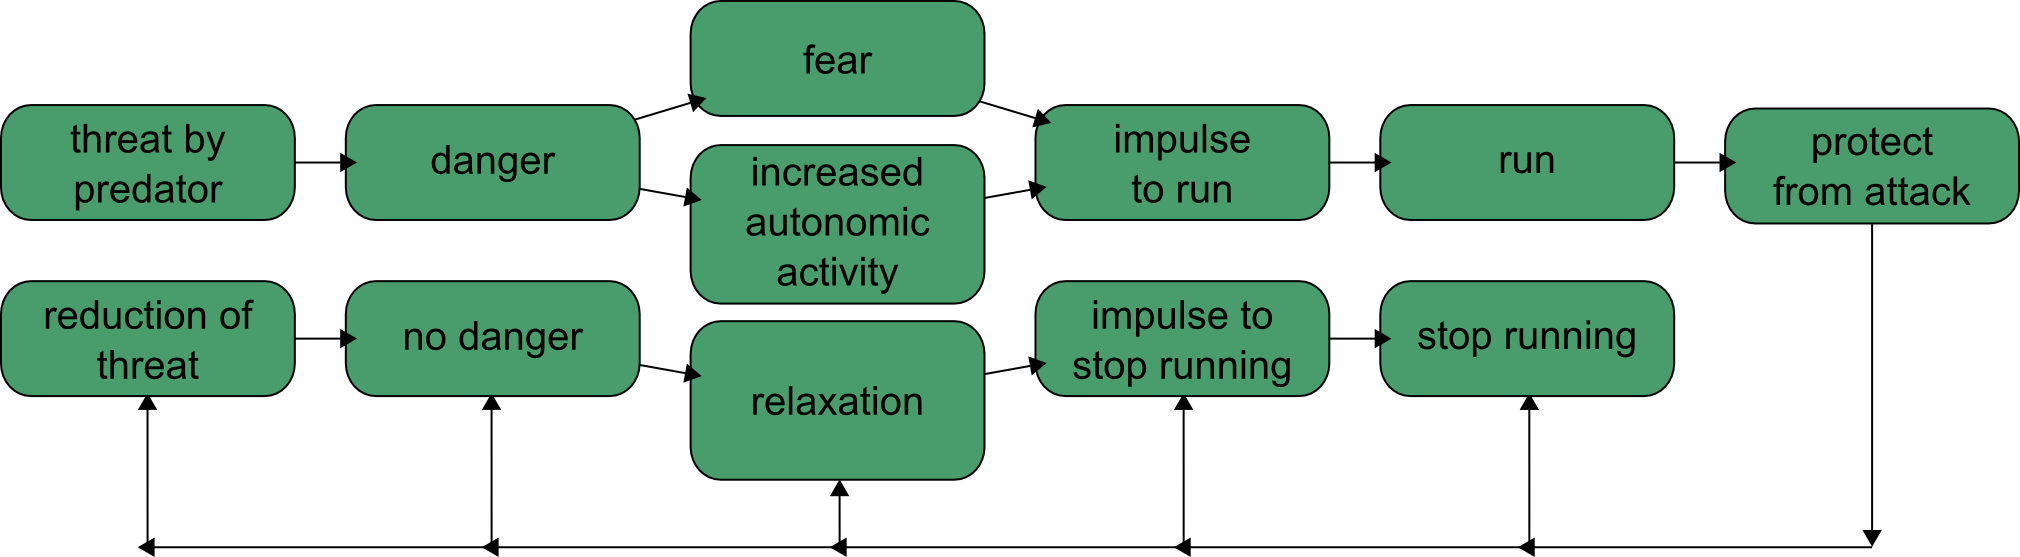 fear
threat by
predator
danger
increased
autonomic
activity
impulse
to run
run
protect
from attack
reduction of
threat
no danger
relaxation
impulse to
stop running
stop running